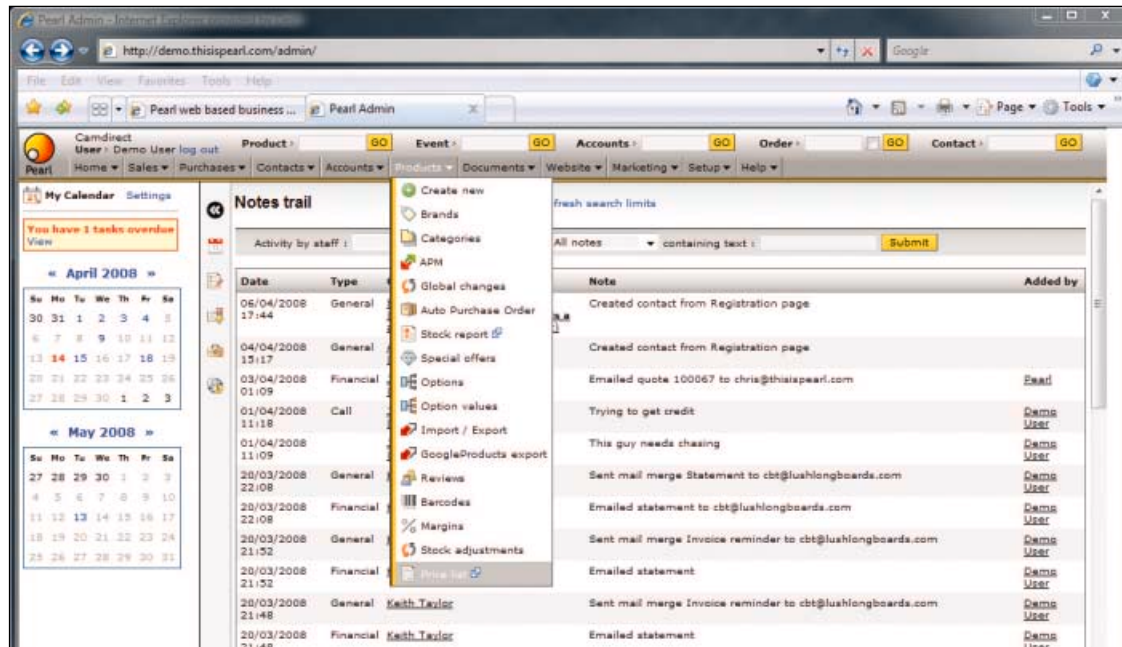 Pearl Admin - Internet Explorer provided by Dell
http://demo.thisispearl.com/admin/
Google
File Edit View Favorites Tools Help
Pearl web based business ... Pearl Admin
Page Tools
Camdirect
User: Demo User log out
Product GO Event GO Accounts GO Order GO Contact GO
Pearl
Home Sales Purchases Contacts Accounts Products Documents Website Marketing Setup Help
My Calendar Settings
You have 1 tasks overdue
View
« April 2008 »
Su Mo Tu We Th Fr Sa
30 31 1 2 3 4 5
6 7 8 9 10 11 12
13 14 15 16 17 18 19
20 21 22 23 24 25 26
27 28 29 30 1 2 3
« May 2008 »
Su Mo Tu We Th Fr Sa
27 28 29 30 1 2 3
4 5 6 7 8 9 10
11 12 13 14 15 16 17
18 19 20 21 22 23 24
25 26 27 28 29 30 31
Create new
Brands
Categories
APM
Global changes
Auto Purchase Order
Stock report
Special offers
Options
Option values
Import / Export
GoogleProducts export
Reviews
Barcodes
Margins
Stock adjustments
Price list
Notes trail
fresh search limits
Activity by staff : All notes containing text : Submit
Date Type Note Added by
06/04/2008 General Created contact from Registration page
17:44
04/04/2008 General Created contact from Registration page
15:17
03/04/2008 Financial Emailed quote 100067 to chris@thisispearl.com Pearl
01:09
01/04/2008 Call Trying to get credit Demo
11:18 User
01/04/2008 This guy needs chasing Demo
11:09 User
20/03/2008 General Sent mail merge Statement to cbt@lushlongboards.com Demo
22:08 User
20/03/2008 Financial Emailed statement to cbt@lushlongboards.com Demo
22:08 User
20/03/2008 General Sent mail merge Invoice reminder to cbt@lushlongboards.com Demo
21:52 User
20/03/2008 Financial Emailed statement Demo
21:52 User
20/03/2008 General Keith Taylor Sent mail merge Invoice reminder to cbt@lushlongboards.com Demo
21:48 User
20/03/2008 Financial Keith Taylor Emailed statement Demo
21:48 User